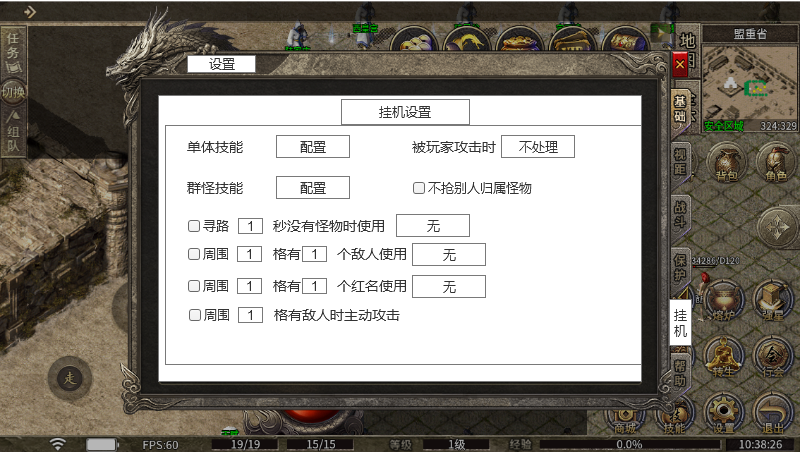 任务
切换
组队
设置
地
盟重省
安全区域 324:329
挂机设置
单体技能 配置 被玩家攻击时 不处理
群怪技能 配置 不抢别人归属怪物
寻路 1 秒没有怪物时使用 无
周围 1 格有 1 个敌人使用 无
周围 1 格有 1 个红名使用 无
周围 1 格有敌人时主动攻击
基础
视距
战斗
保护
挂机
帮助
背包 角色
34286/D120
熔炉 强星
转生 行会
商城 技能 设置 退出
走
FPS:60 19/19 15/15 等级 1级 经验 0.0% 10:38:26